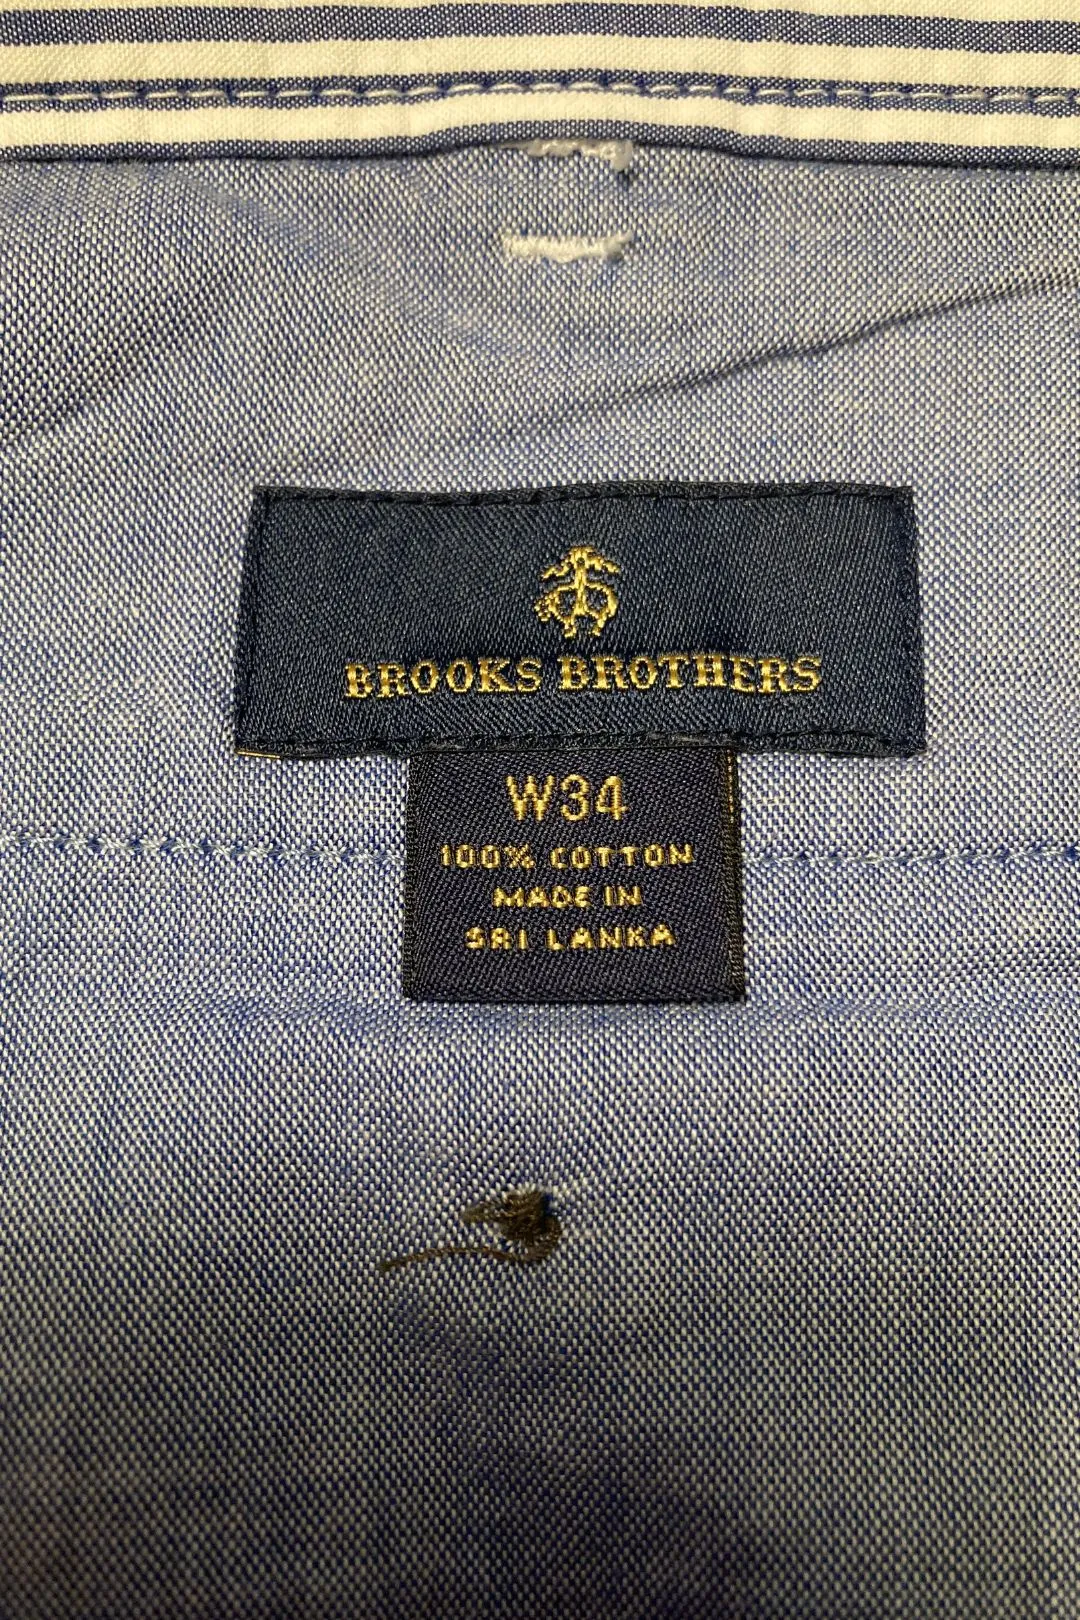 BROOKS BROTHERS
W34
100% COTTON
MADE IN
SRI LANKA